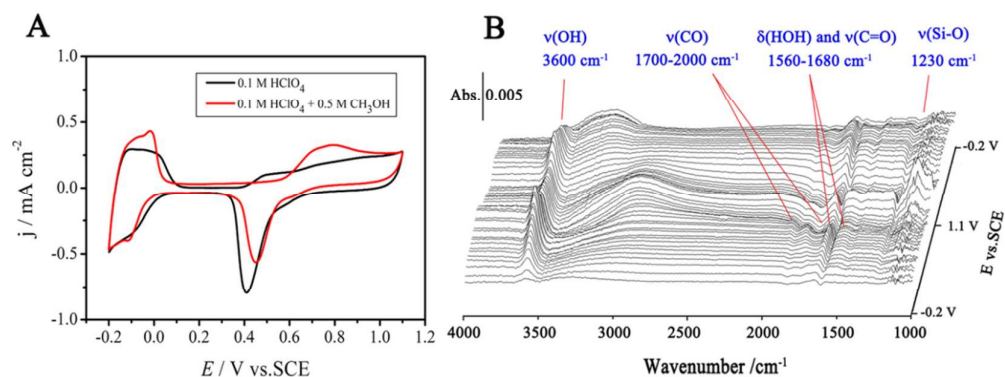 A
1.0
0.5
0.0
-0.5
-1.0
j / mA cm-2
0.1 M HClO4
0.1 M HClO4 + 0.5 M CH3OH
-0.2 0.0 0.2 0.4 0.6 0.8 1.0 1.2
E / V vs.SCE
B
ν(OH)
3600 cm-1
ν(CO)
1700-2000 cm-1
δ(HOH) and ν(C=O)
1560-1680 cm-1
ν(Si-O)
1230 cm-1
Abs. 0.005
-0.2 V
1.1 V
-0.2 V
E vs.SCE
4000 3500 3000 2500 2000 1500 1000
Wavenumber /cm-1